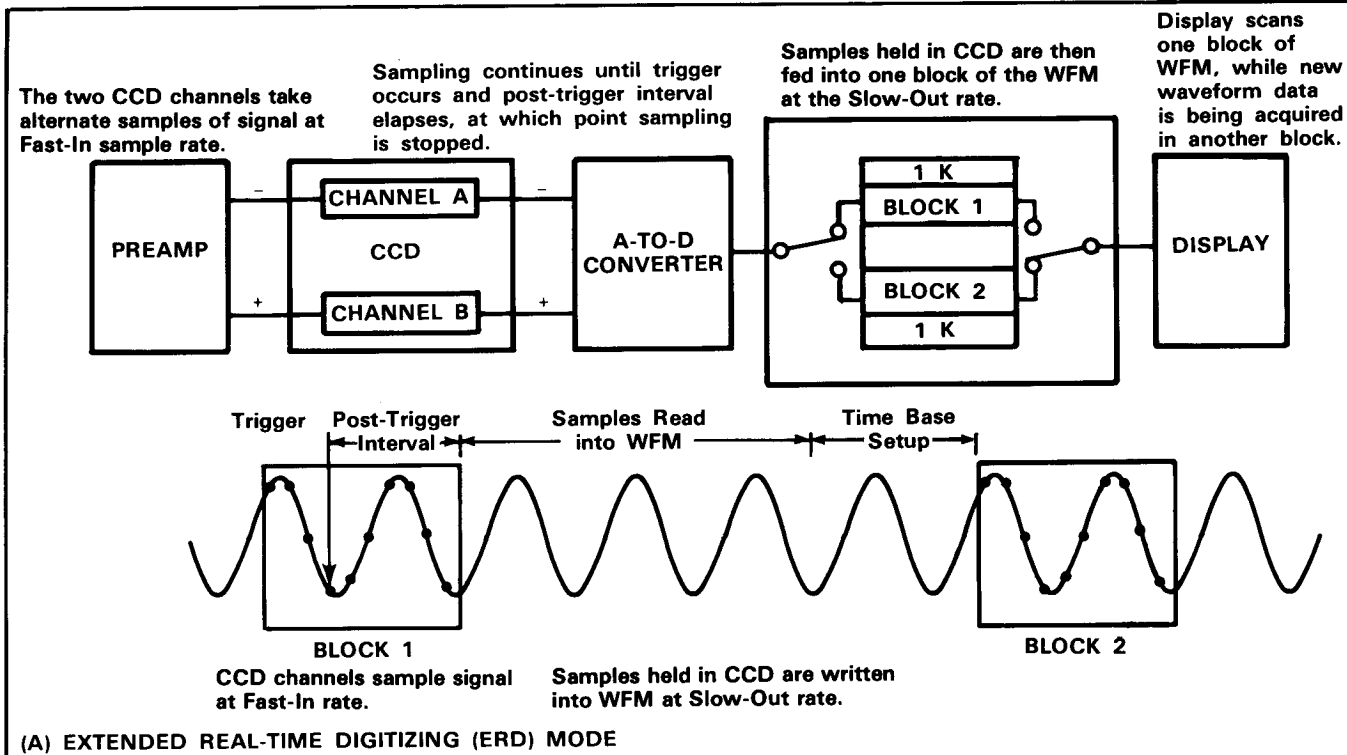 The two CCD channels take
alternate samples of signal at
Fast-In sample rate.
Sampling continues until trigger
occurs and post-trigger interval
elapses, at which point sampling
is stopped.
Samples held in CCD are then
fed into one block of the WFM
at the Slow-Out rate.
Display scans
one block of
WFM, while new
waveform data
is being acquired
in another block.
PREAMP
−
+
CHANNEL A
CCD
CHANNEL B
−
+
A-TO-D
CONVERTER
1 K
BLOCK 1
BLOCK 2
1 K
DISPLAY
Trigger
Post-Trigger
Interval
Samples Read
into WFM
Time Base
Setup
BLOCK 1
BLOCK 2
CCD channels sample signal
at Fast-In rate.
Samples held in CCD are written
into WFM at Slow-Out rate.
(A) EXTENDED REAL-TIME DIGITIZING (ERD) MODE